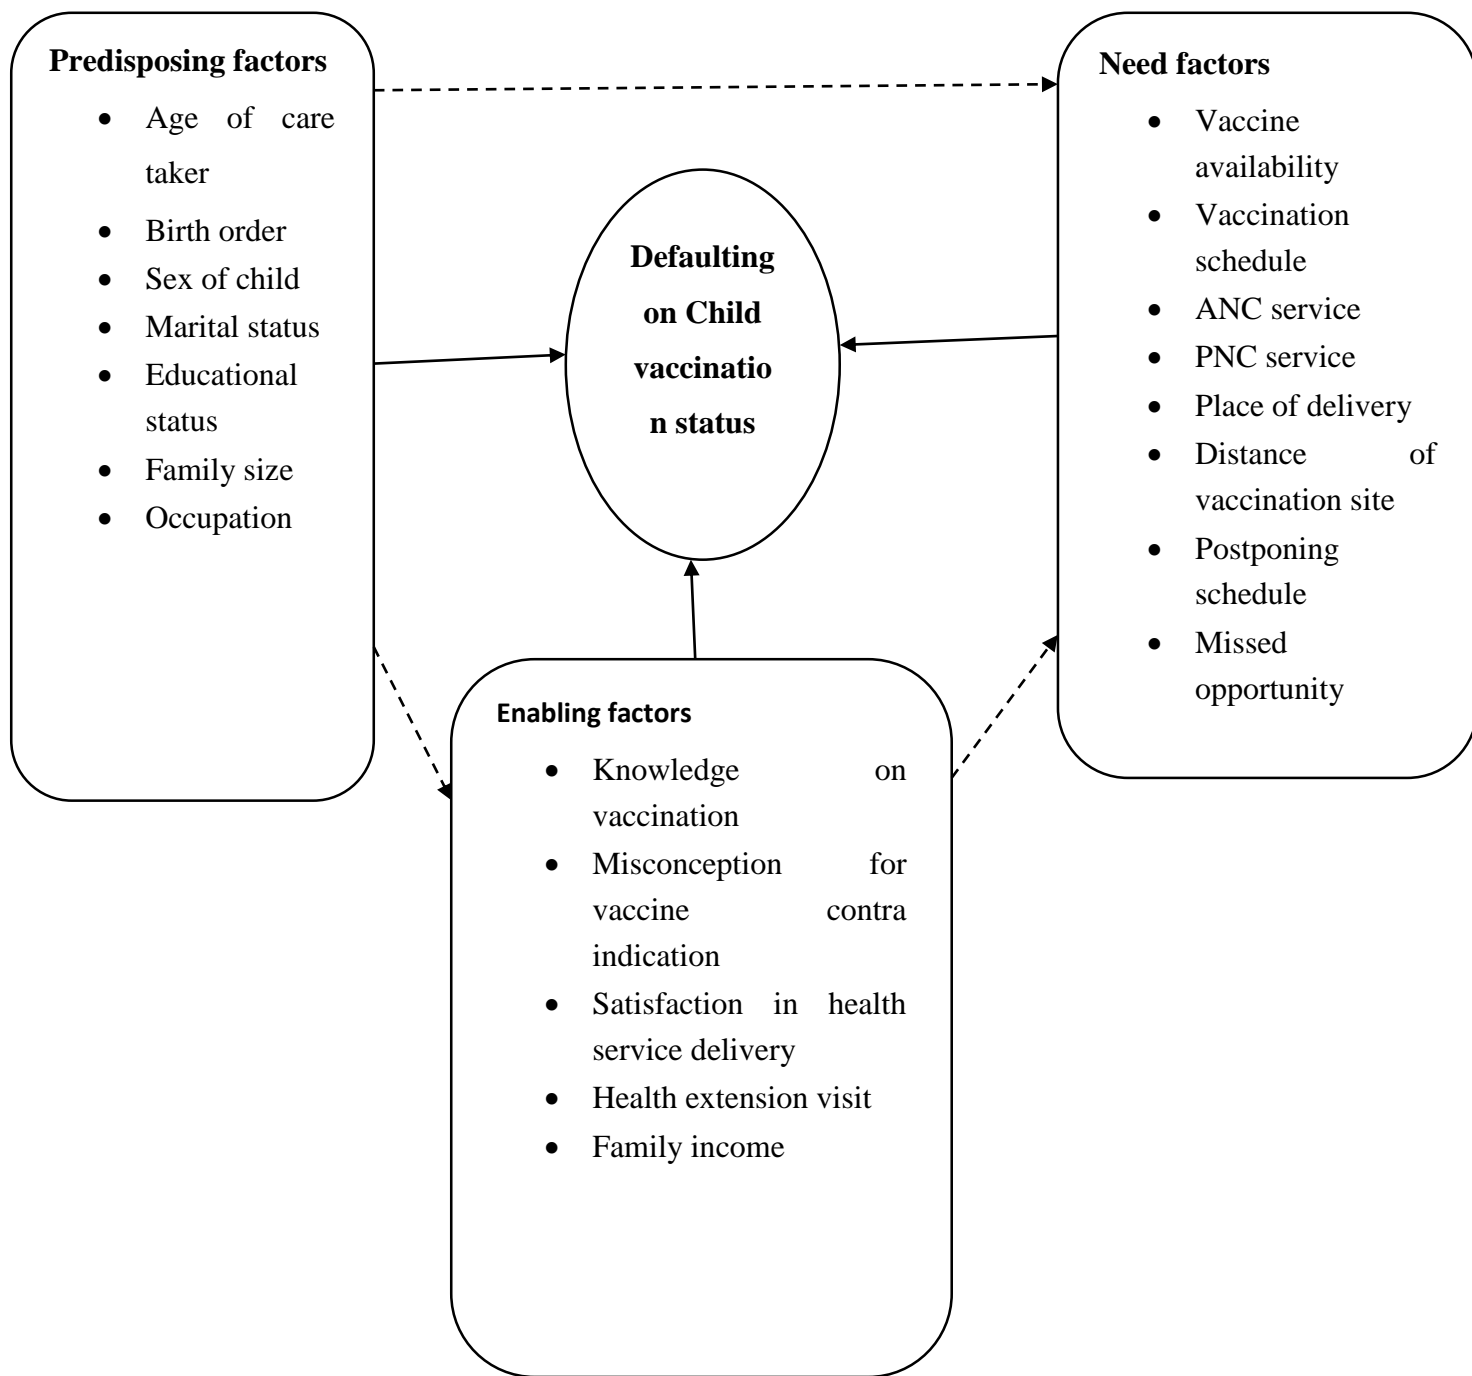 Predisposing factors
• Age of care
taker
• Birth order
• Sex of child
• Marital status
• Educational
status
• Family size
• Occupation
Defaulting
on Child
vaccinatio
n status
Need factors
• Vaccine
availability
• Vaccination
schedule
• ANC service
• PNC service
• Place of delivery
• Distance of
vaccination site
• Postponing
schedule
• Missed
opportunity
Enabling factors
• Knowledge on
vaccination
• Misconception for
vaccine contra
indication
• Satisfaction in health
service delivery
• Health extension visit
• Family income